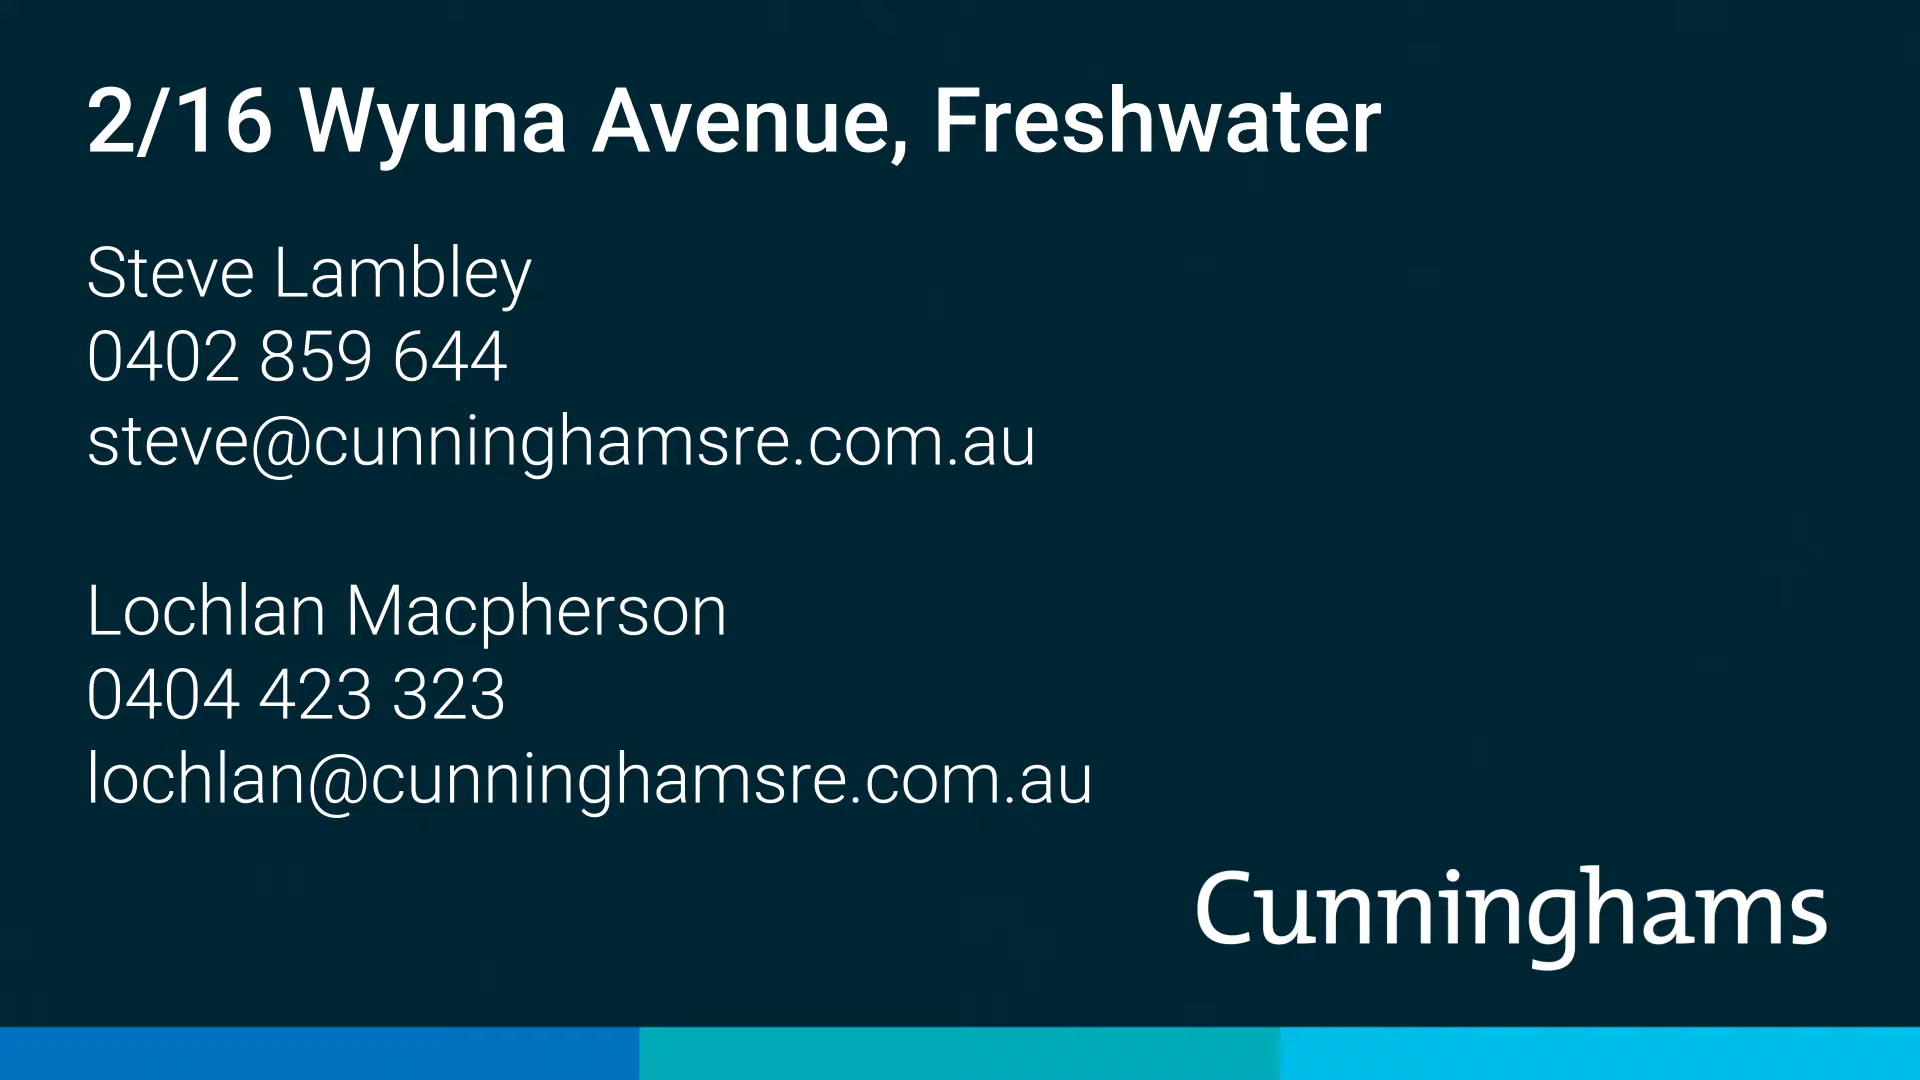 2/16 Wyuna Avenue, Freshwater
Steve Lambley
0402 859 644
steve@cunninghamsre.com.au
Lochlan Macpherson
0404 423 323
lochlan@cunninghamsre.com.au
Cunninghams